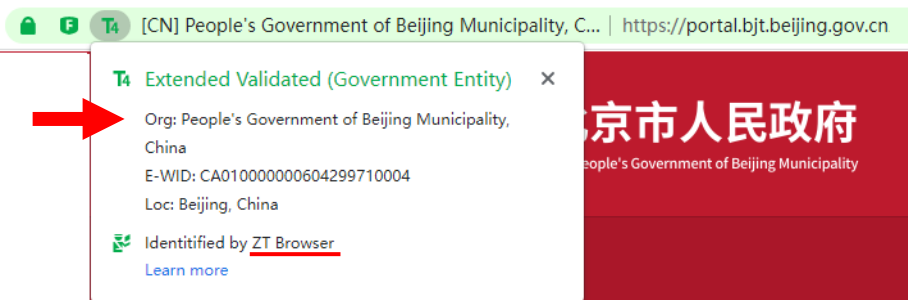 T4 [CN] People's Government of Beijing Municipality, C... | https://portal.bjt.beijing.gov.cn
T4 Extended Validated (Government Entity) ×
Org: People's Government of Beijing Municipality,
China
E-WID: CA010000000604299710004
Loc: Beijing, China
Identitified by ZT Browser
Learn more
京市人民政府
eople's Government of Beijing Municipality